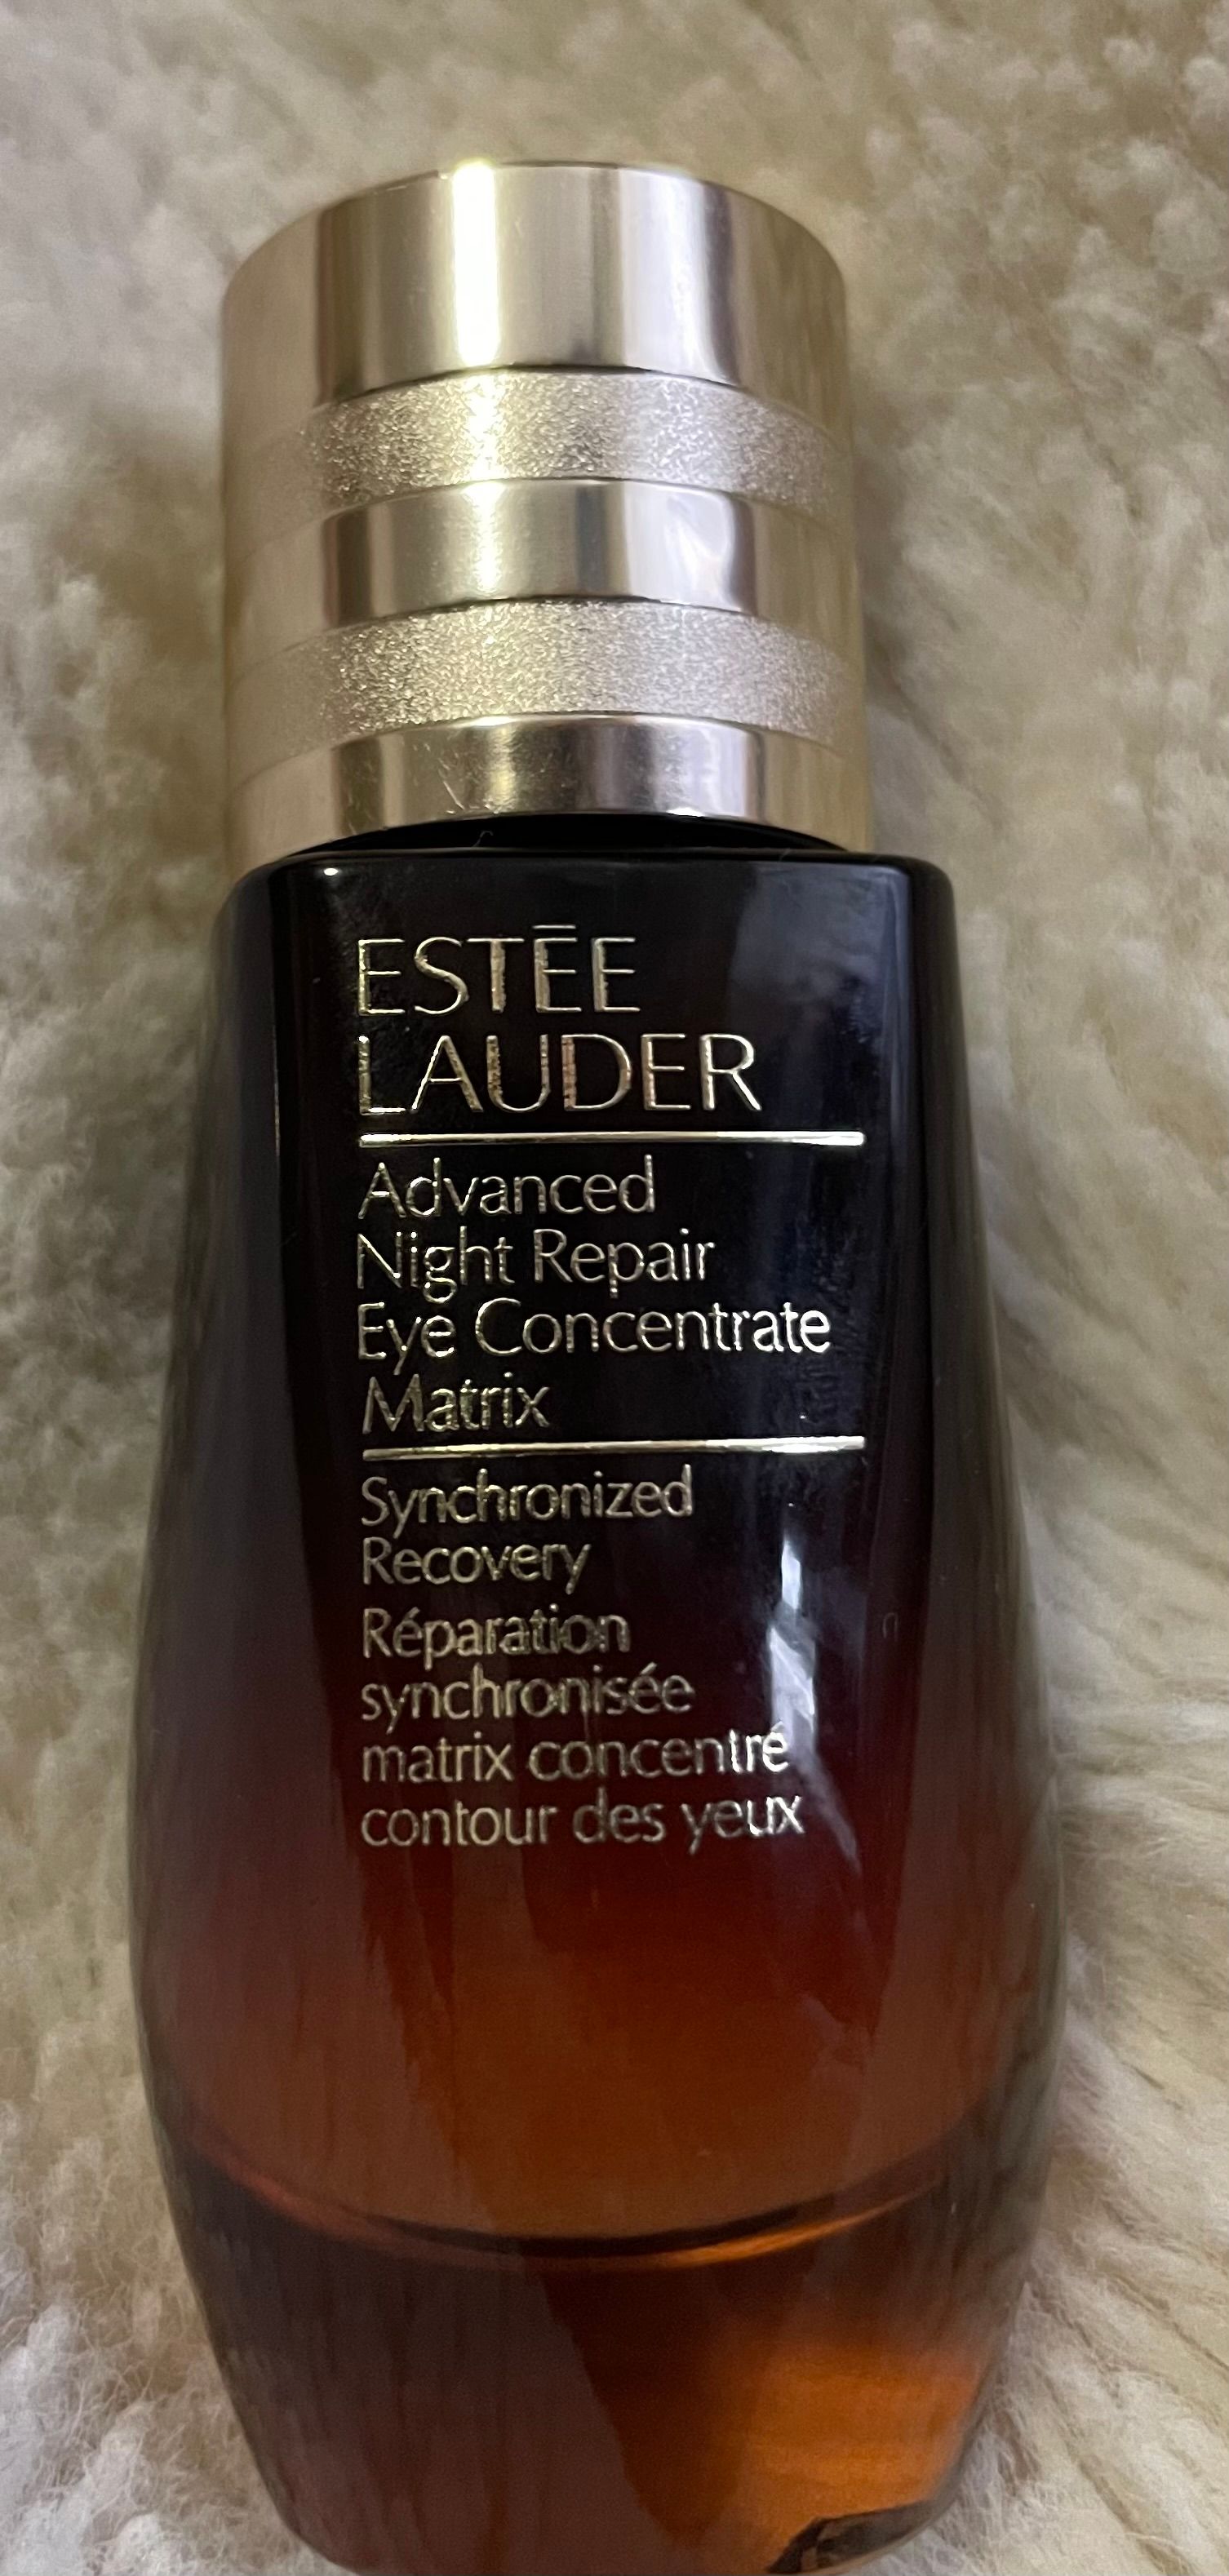 ESTĒE
LAUDER
Advanced
Night Repair
Eye Concentrate
Matrix
Synchronized
Recovery
Réparation
synchronisée
matrix concentré
contour des yeux